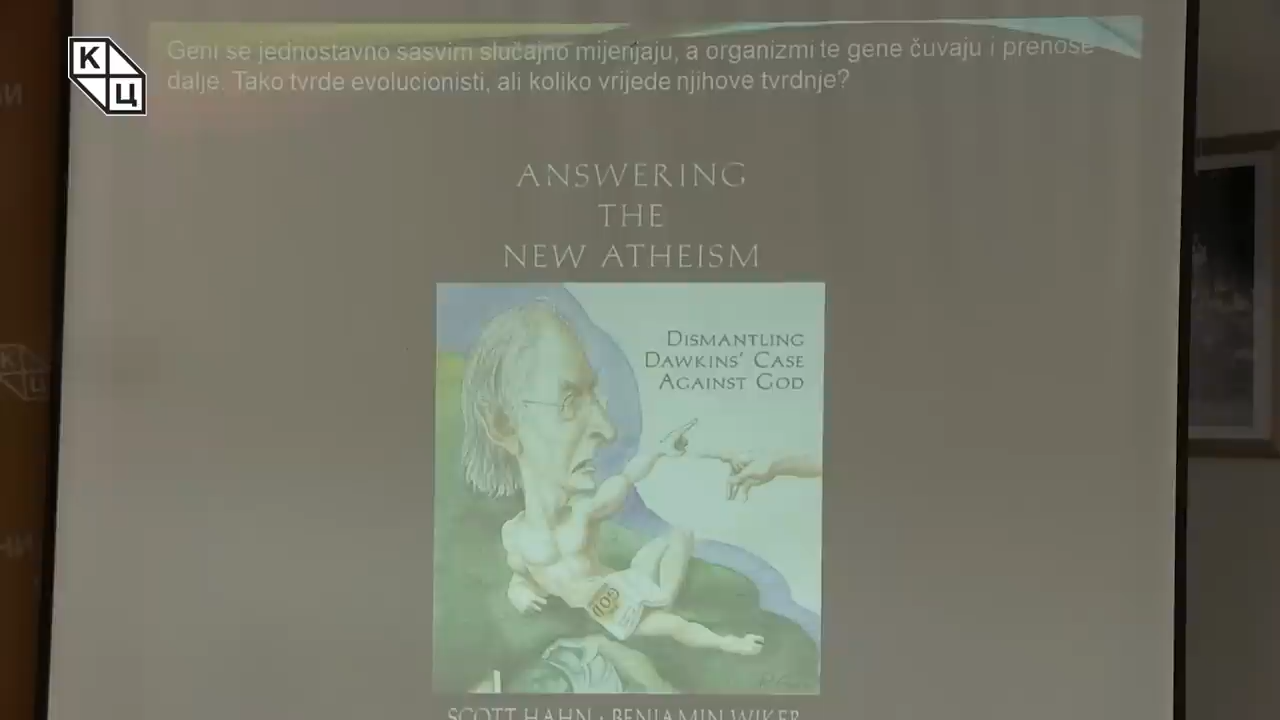 К
Ц
Geni se jednostavno sasvim slučajno mijenjaju, a organizmi te gene čuvaju i prenose
dalje. Tako tvrde evolucionisti, ali koliko vrijede njihove tvrdnje?
ANSWERING
THE
NEW ATHEISM
DISMANTLING
DAWKINS' CASE
AGAINST GOD
GOD
SCOTT HAHN · BENJAMIN WIKER